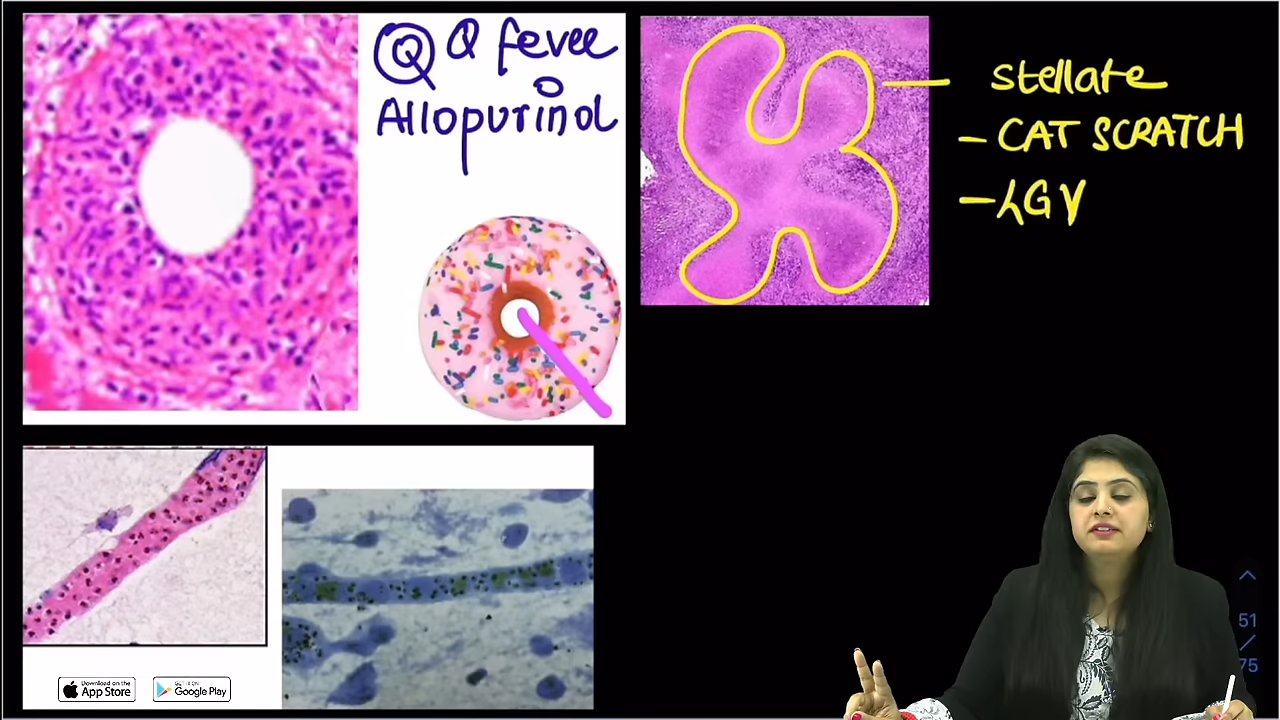 Q Q fever
Allopurinol
Stellate
- CAT SCRATCH
- LGV
51
/
75
Download on the
App Store
GET IT ON
Google Play